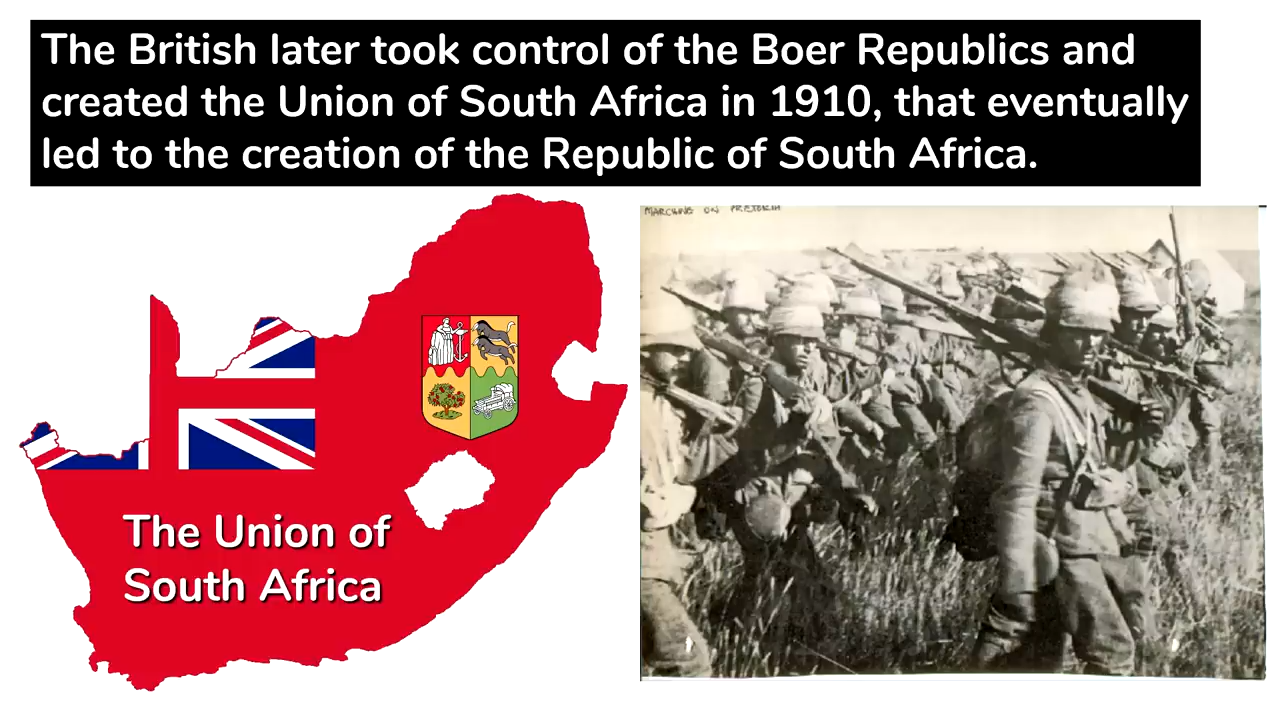 The British later took control of the Boer Republics and
created the Union of South Africa in 1910, that eventually
led to the creation of the Republic of South Africa.
MARCHING ON PRETORIA
The Union of
South Africa